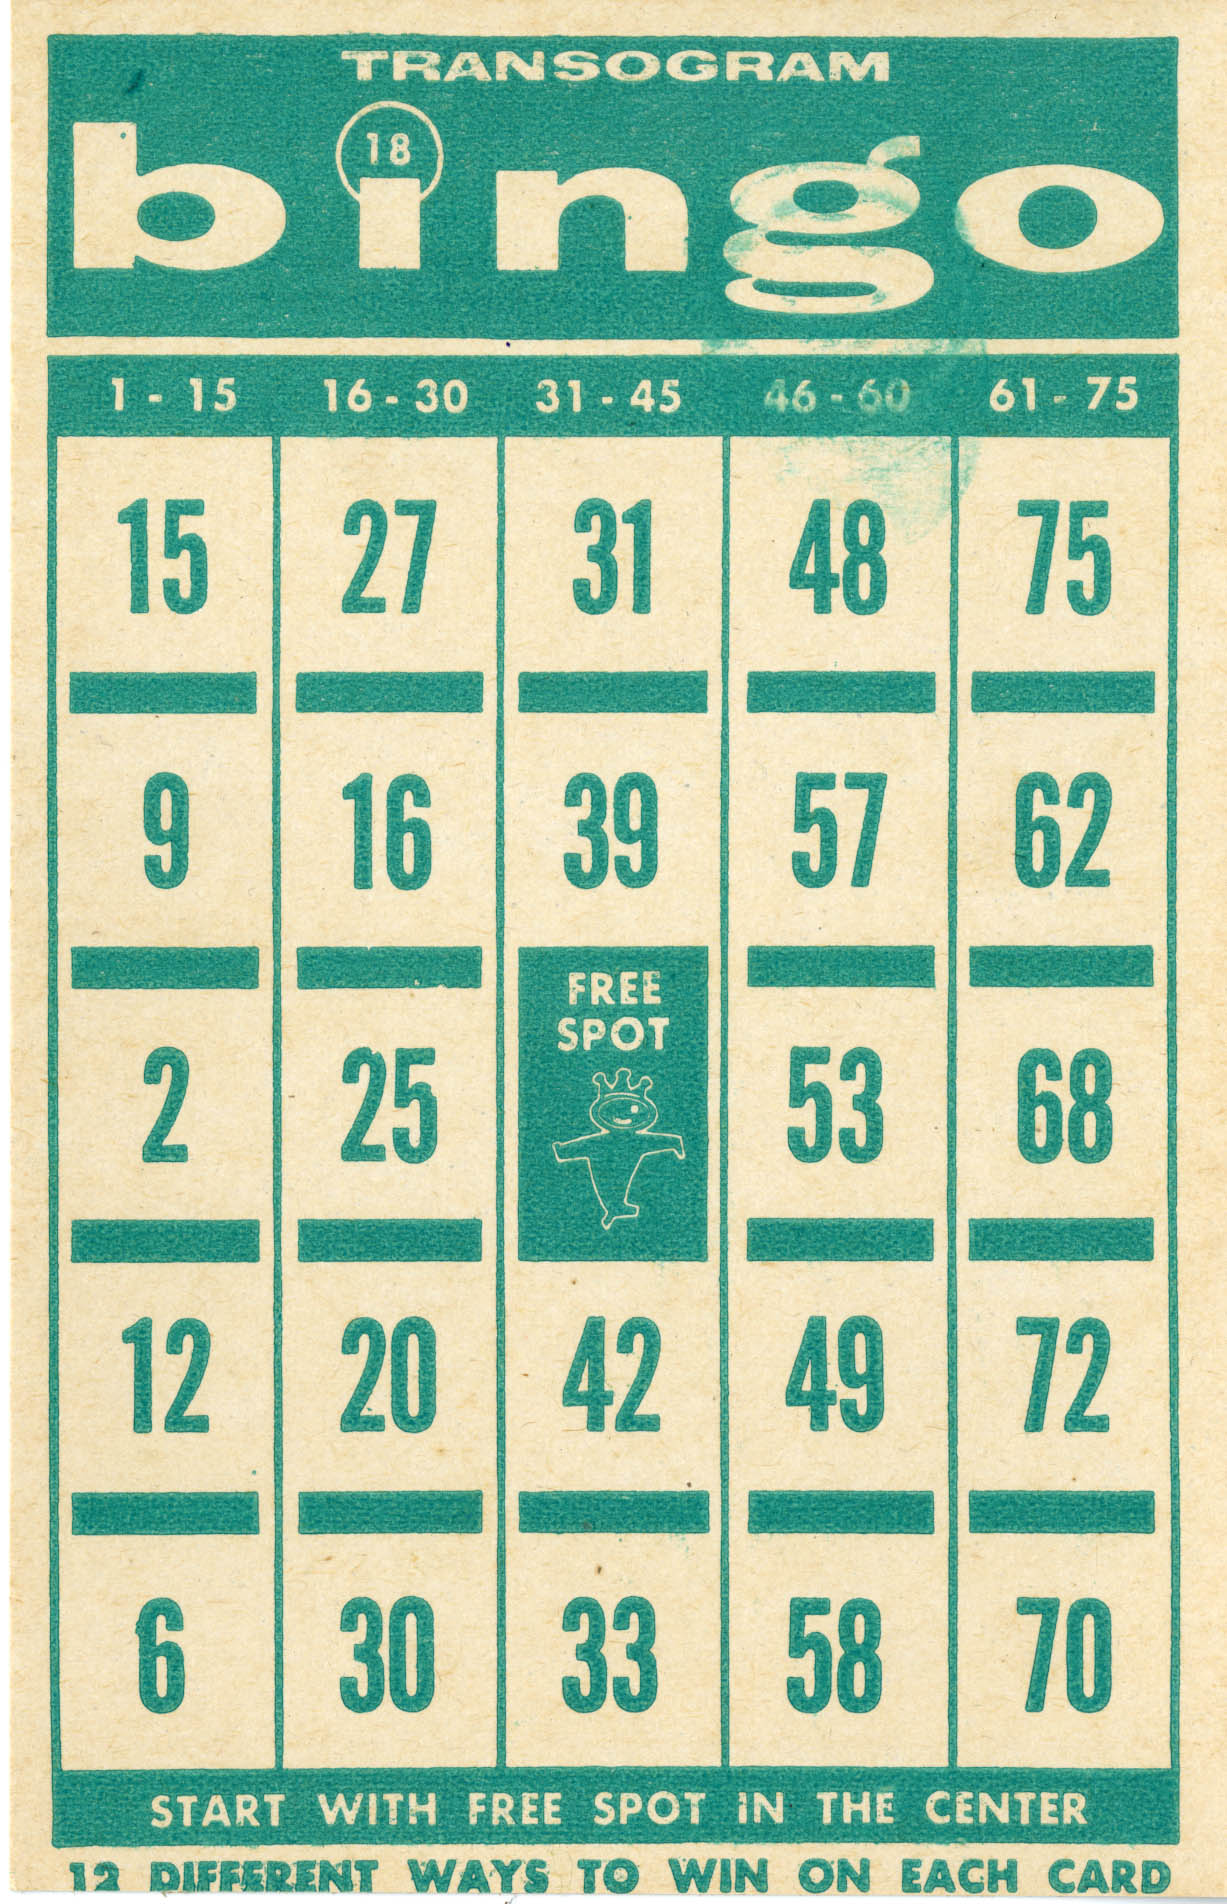 TRANSOGRAM
18
bingo
1 - 15 16 - 30 31 - 45 46 - 60 61 - 75
15 27 31 48 75
9 16 39 57 62
FREE
SPOT
2 25 53 68
12 20 42 49 72
6 30 33 58 70
START WITH FREE SPOT IN THE CENTER
12 DIFFERENT WAYS TO WIN ON EACH CARD